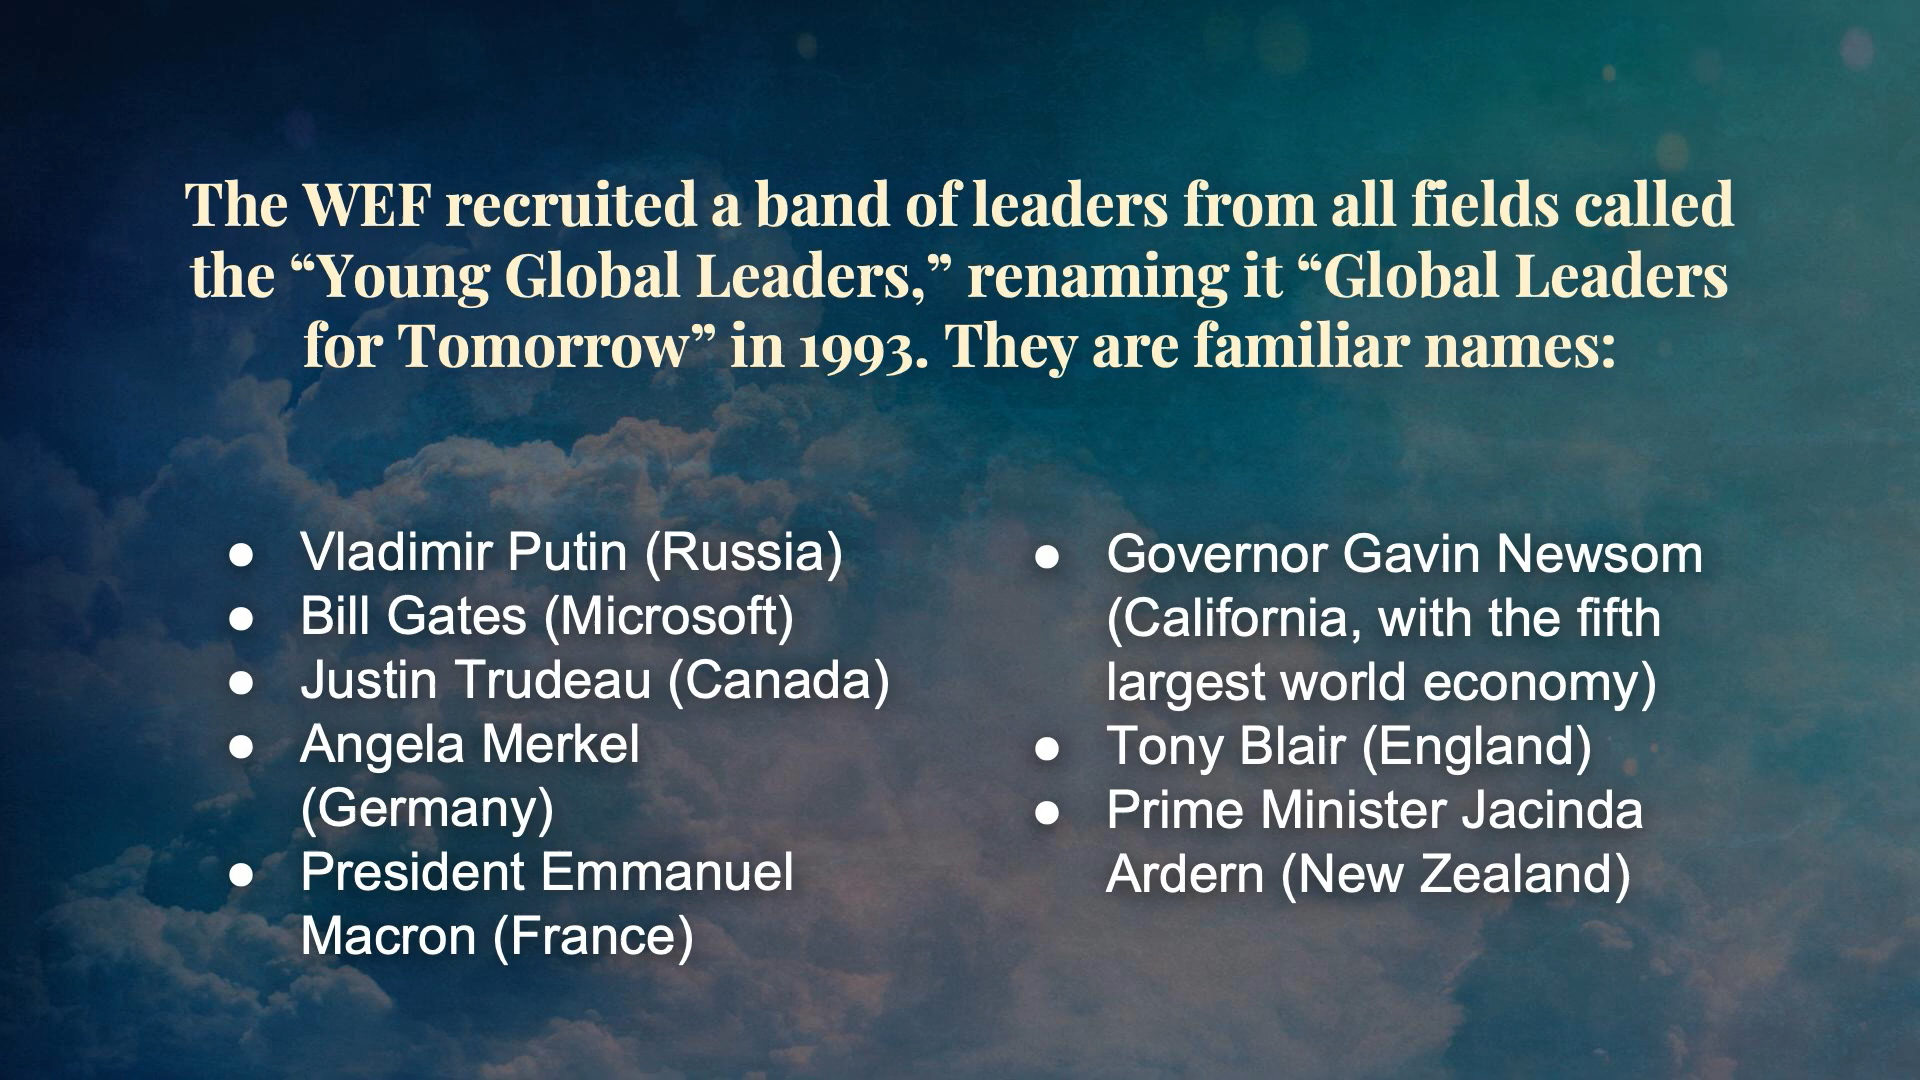 The WEF recruited a band of leaders from all fields called
the “Young Global Leaders,” renaming it “Global Leaders
for Tomorrow” in 1993. They are familiar names:
● Vladimir Putin (Russia)
● Bill Gates (Microsoft)
● Justin Trudeau (Canada)
● Angela Merkel
(Germany)
● President Emmanuel
Macron (France)
● Governor Gavin Newsom
(California, with the fifth
largest world economy)
● Tony Blair (England)
● Prime Minister Jacinda
Ardern (New Zealand)